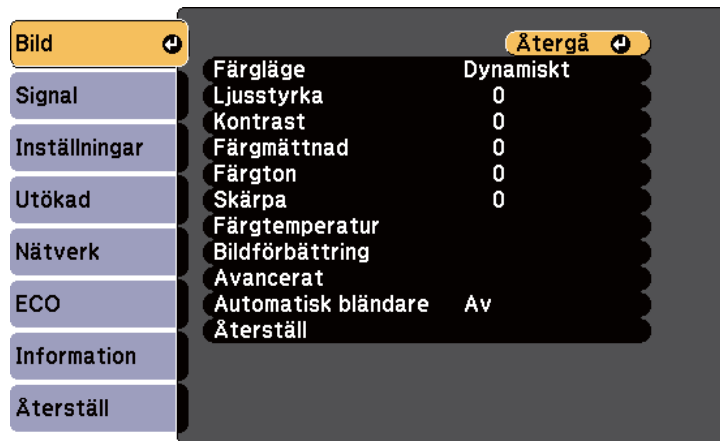 Bild
Signal
Inställningar
Utökad
Nätverk
ECO
Information
Återställ
Återgå
Färgläge Dynamiskt
Ljusstyrka 0
Kontrast 0
Färgmättnad 0
Färgton 0
Skärpa 0
Färgtemperatur
Bildförbättring
Avancerat
Automatisk bländare Av
Återställ